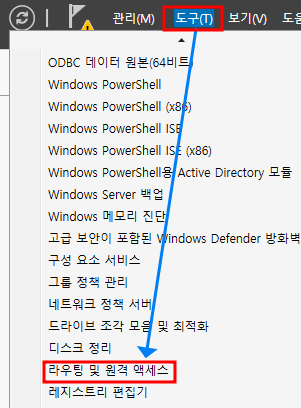 관리(M) 도구(T) 보기(V)
ODBC 데이터 원본(64비트)
Windows PowerShell
Windows PowerShell (x86)
Windows PowerShell ISE
Windows PowerShell ISE (x86)
Windows PowerShell용 Active Directory 모듈
Windows Server 백업
Windows 메모리 진단
고급 보안이 포함된 Windows Defender 방화벽
구성 요소 서비스
그룹 정책 관리
네트워크 정책 서버
드라이브 조각 모음 및 최적화
디스크 정리
라우팅 및 원격 액세스
레지스트리 편집기